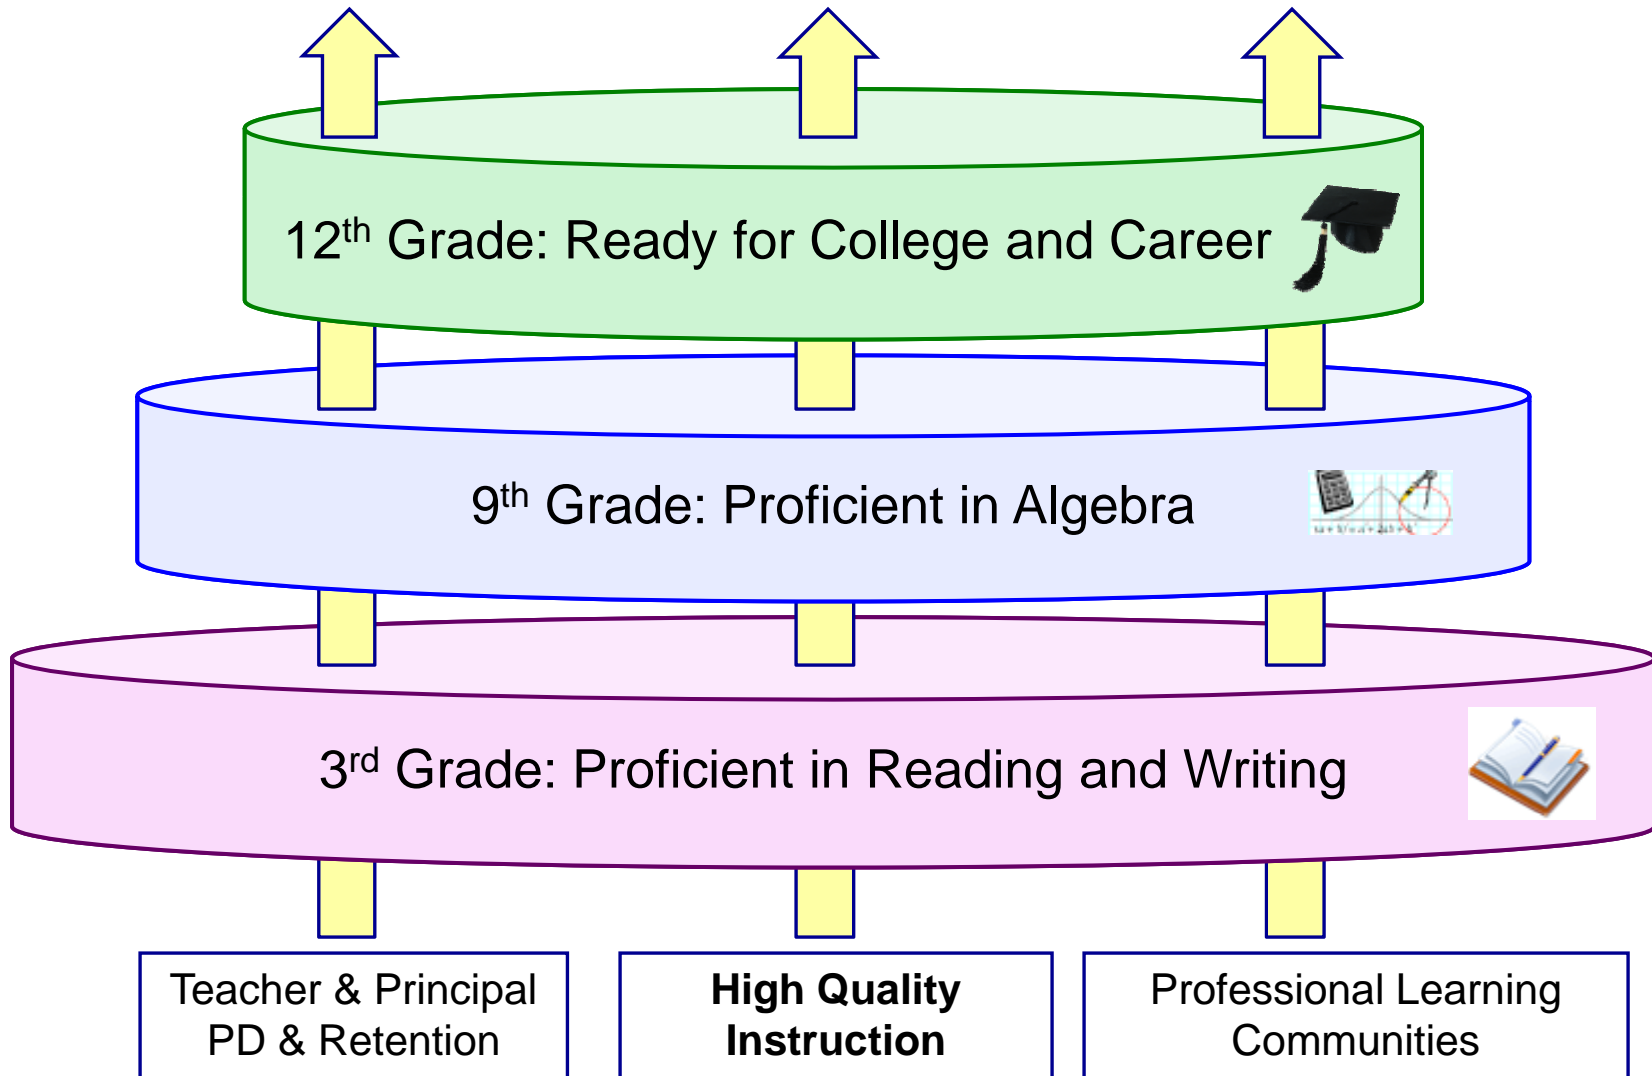 12th Grade: Ready for College and Career
9th Grade: Proficient in Algebra
3rd Grade: Proficient in Reading and Writing
Teacher & Principal
PD & Retention
High Quality
Instruction
Professional Learning
Communities